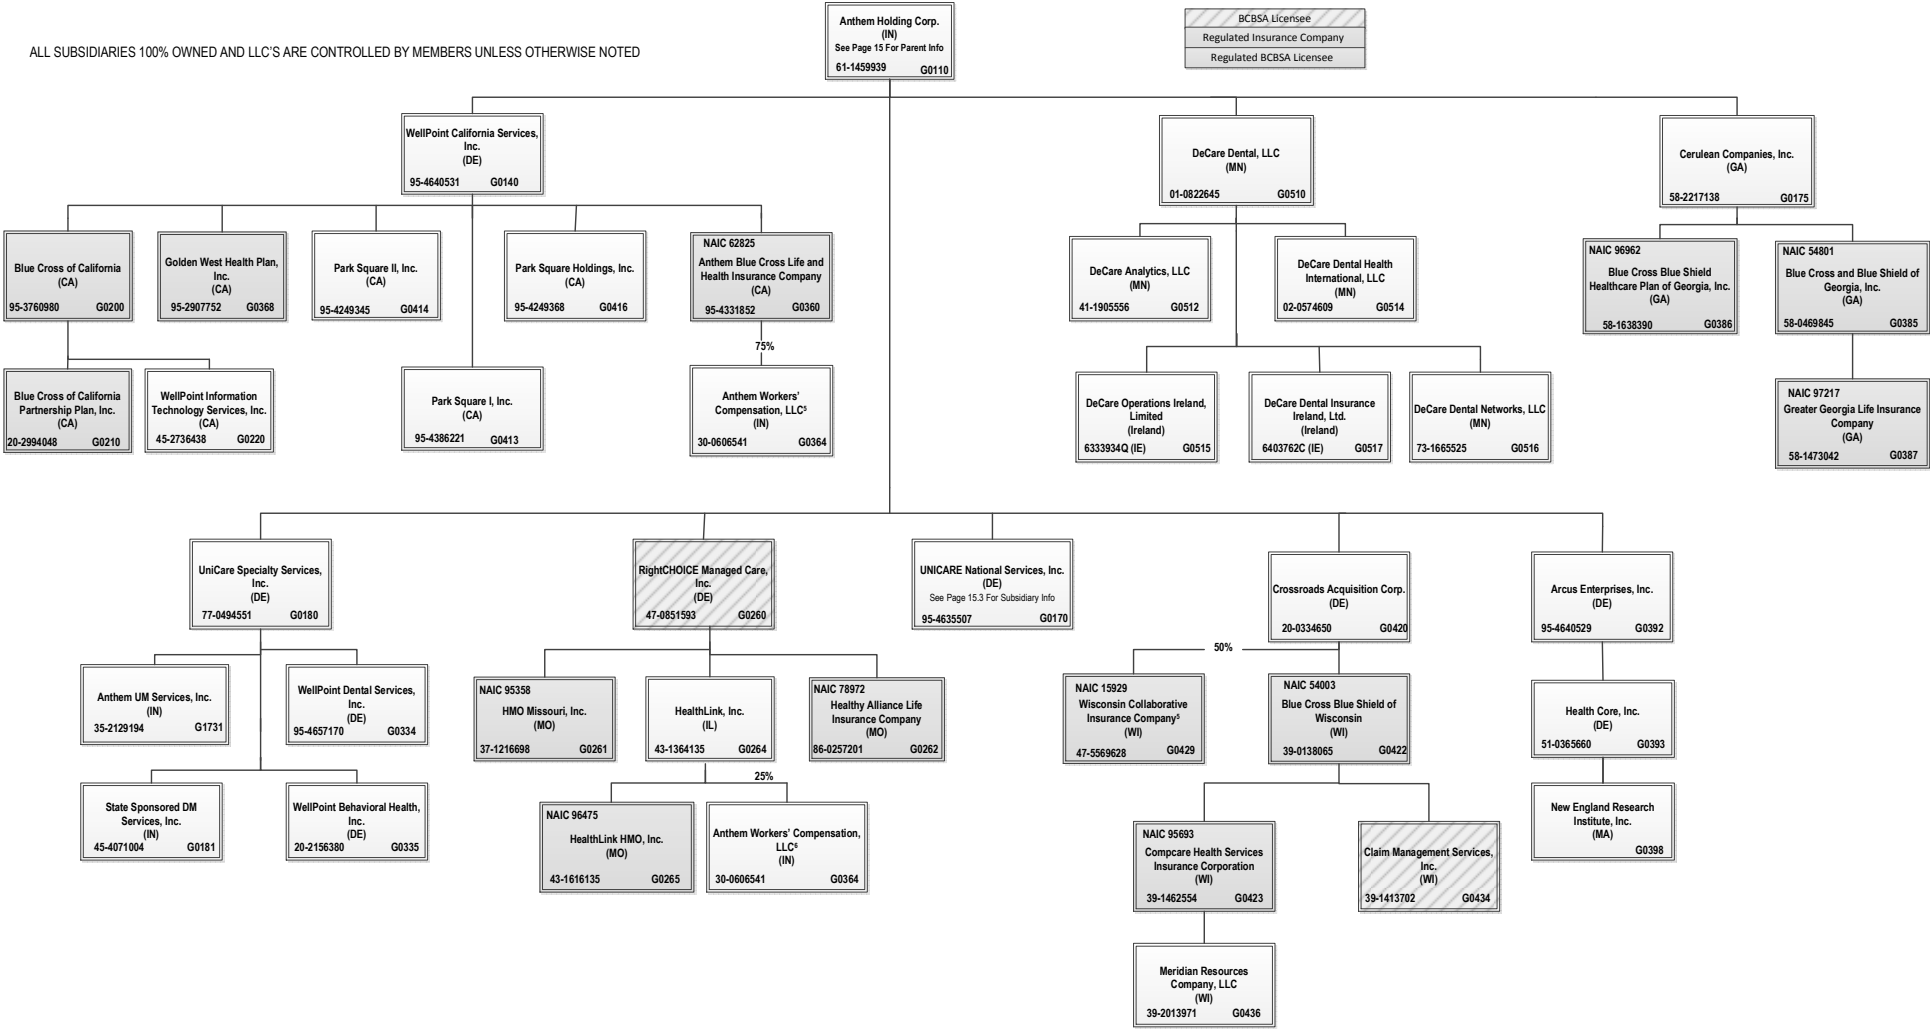 Anthem Holding Corp.
(IN)
See Page 15 For Parent Info
61-1459939 G0110
BCBSA Licensee
Regulated Insurance Company
Regulated BCBSA Licensee
ALL SUBSIDIARIES 100% OWNED AND LLC'S ARE CONTROLLED BY MEMBERS UNLESS OTHERWISE NOTED
WellPoint California Services,
Inc.
(DE)
95-4640531 G0140
DeCare Dental, LLC
(MN)
01-0822645 G0510
Cerulean Companies, Inc.
(GA)
58-2217138 G0175
Blue Cross of California
(CA)
95-3760980 G0200
Golden West Health Plan,
Inc.
(CA)
95-2907752 G0368
Park Square II, Inc.
(CA)
95-4249345 G0414
Park Square Holdings, Inc.
(CA)
95-4249368 G0416
NAIC 62825
Anthem Blue Cross Life and
Health Insurance Company
(CA)
95-4331852 G0360
DeCare Analytics, LLC
(MN)
41-1905556 G0512
DeCare Dental Health
International, LLC
(MN)
02-0574609 G0514
NAIC 96962
Blue Cross Blue Shield
Healthcare Plan of Georgia, Inc.
(GA)
58-1638390 G0386
NAIC 54801
Blue Cross and Blue Shield of
Georgia, Inc.
(GA)
58-0469845 G0385
75%
Blue Cross of California
Partnership Plan, Inc.
(CA)
20-2994048 G0210
WellPoint Information
Technology Services, Inc.
(CA)
45-2736438 G0220
Park Square I, Inc.
(CA)
95-4386221 G0413
Anthem Workers'
Compensation, LLC⁵
(IN)
30-0606541 G0364
DeCare Operations Ireland,
Limited
(Ireland)
6333934Q (IE) G0515
DeCare Dental Insurance
Ireland, Ltd.
(Ireland)
6403762C (IE) G0517
DeCare Dental Networks, LLC
(MN)
73-1665525 G0516
NAIC 97217
Greater Georgia Life Insurance
Company
(GA)
58-1473042 G0387
UniCare Specialty Services,
Inc.
(DE)
77-0494551 G0180
RightCHOICE Managed Care,
Inc.
(DE)
47-0851593 G0260
UNICARE National Services, Inc.
(DE)
See Page 15.3 For Subsidiary Info
95-4635507 G0170
Crossroads Acquisition Corp.
(DE)
20-0334650 G0420
Arcus Enterprises, Inc.
(DE)
95-4640529 G0392
50%
Anthem UM Services, Inc.
(IN)
35-2129194 G1731
WellPoint Dental Services,
Inc.
(DE)
95-4657170 G0334
NAIC 95358
HMO Missouri, Inc.
(MO)
37-1216698 G0261
HealthLink, Inc.
(IL)
43-1364135 G0264
NAIC 78972
Healthy Alliance Life
Insurance Company
(MO)
86-0257201 G0262
NAIC 15929
Wisconsin Collaborative
Insurance Company⁵
(WI)
47-5569628 G0429
NAIC 54003
Blue Cross Blue Shield of
Wisconsin
(WI)
39-0138065 G0422
Health Core, Inc.
(DE)
51-0365660 G0393
25%
State Sponsored DM
Services, Inc.
(IN)
45-4071004 G0181
WellPoint Behavioral Health,
Inc.
(DE)
20-2156380 G0335
NAIC 96475
HealthLink HMO, Inc.
(MO)
43-1616135 G0265
Anthem Workers' Compensation,
LLC⁶
(IN)
30-0606541 G0364
NAIC 95693
Compcare Health Services
Insurance Corporation
(WI)
39-1462554 G0423
Claim Management Services,
Inc.
(WI)
39-1413702 G0434
New England Research
Institute, Inc.
(MA)
G0398
Meridian Resources
Company, LLC
(WI)
39-2013971 G0436